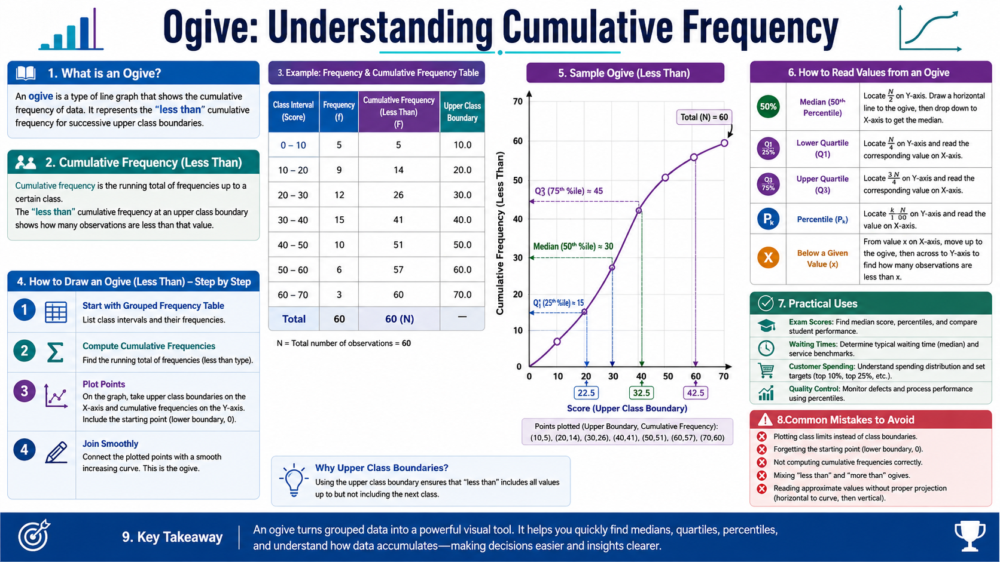 Ogive: Understanding Cumulative Frequency
1. What is an Ogive?
An ogive is a type of line graph that shows the cumulative
frequency of data. It represents the “less than” cumulative
frequency for successive upper class boundaries.
2. Cumulative Frequency (Less Than)
Cumulative frequency is the running total of frequencies up to a
certain class.
The “less than” cumulative frequency at an upper class boundary
shows how many observations are less than that value.
4. How to Draw an Ogive (Less Than) – Step by Step
1
Start with Grouped Frequency Table
List class intervals and their frequencies.
2
Σ
Compute Cumulative Frequencies
Find the running total of frequencies (less than type).
3
Plot Points
On the graph, take upper class boundaries on the
X-axis and cumulative frequencies on the Y-axis.
Include the starting point (lower boundary, 0).
4
Join Smoothly
Connect the plotted points with a smooth
increasing curve. This is the ogive.
3. Example: Frequency & Cumulative Frequency Table
Class Interval (Score) Frequency (f) Cumulative Frequency (Less Than) (F) Upper Class Boundary
0 – 10 5 5 10.0
10 – 20 9 14 20.0
20 – 30 12 26 30.0
30 – 40 15 41 40.0
40 – 50 10 51 50.0
50 – 60 6 57 60.0
60 – 70 3 60 70.0
Total 60 60 (N) —
N = Total number of observations = 60
5. Sample Ogive (Less Than)
Cumulative Frequency (Less Than)
70
Total (N) = 60
60
50
Q3 (75th %ile) ≈ 45
40
Median (50th %ile) ≈ 30
30
20
Q1 (25th %ile) ≈ 15
10
0
0 10 20 30 40 50 60 70
22.5 32.5 42.5
Score (Upper Class Boundary)
Points plotted (Upper Boundary, Cumulative Frequency):
(10,5), (20,14), (30,26), (40,41), (50,51), (60,57), (70,60)
Why Upper Class Boundaries?
Using the upper class boundary ensures that “less than” includes all values
up to but not including the next class.
6. How to Read Values from an Ogive
50%
Median (50th
Percentile)
Locate N/2 on Y-axis. Draw a horizontal
line to the ogive, then drop down to
X-axis to get the median.
Q1
25%
Lower Quartile
(Q1)
Locate N/4 on Y-axis and read the
corresponding value on X-axis.
Q3
75%
Upper Quartile
(Q3)
Locate 3 N/4 on Y-axis and read the
corresponding value on X-axis.
Pk
Percentile (Pk)
Locate k N/1 00 on Y-axis and read the
value on X-axis.
X
Below a Given
Value (x)
From value x on X-axis, move up to
the ogive, then across to Y-axis to
find how many observations are
less than x.
7. Practical Uses
Exam Scores: Find median score, percentiles, and compare
student performance.
Waiting Times: Determine typical waiting time (median) and
service benchmarks.
Customer Spending: Understand spending distribution and set
targets (top 10%, top 25%, etc.).
Quality Control: Monitor defects and process performance
using percentiles.
8.Common Mistakes to Avoid
Plotting class limits instead of class boundaries.
Forgetting the starting point (lower boundary, 0).
Not computing cumulative frequencies correctly.
Mixing “less than” and “more than” ogives.
Reading approximate values without proper projection
(horizontal to curve, then vertical).
9. Key Takeaway
An ogive turns grouped data into a powerful visual tool. It helps you quickly find medians, quartiles, percentiles,
and understand how data accumulates—making decisions easier and insights clearer.